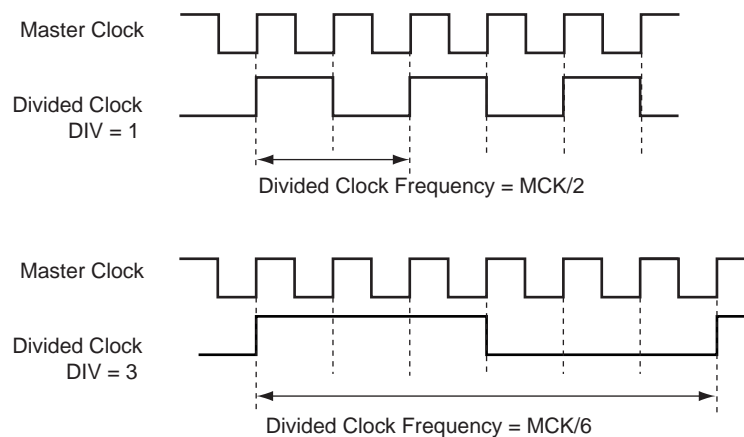 Master Clock
Divided Clock
DIV = 1
Divided Clock Frequency = MCK/2
Master Clock
Divided Clock
DIV = 3
Divided Clock Frequency = MCK/6